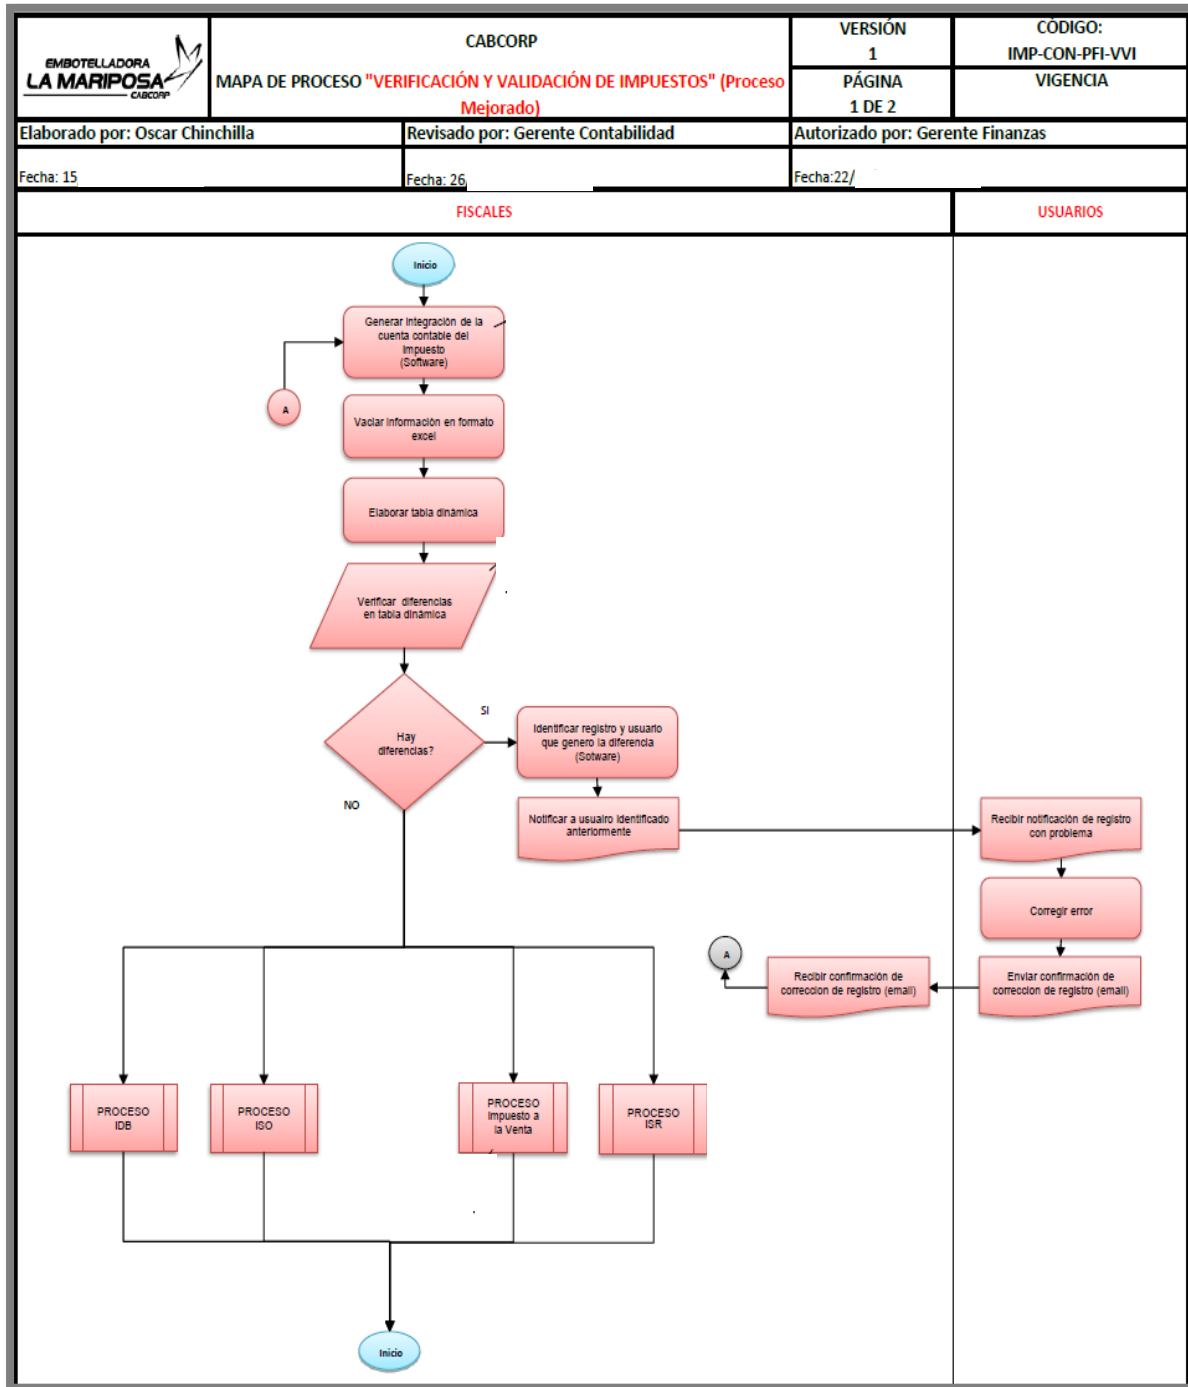 EMBOTELLADORA
LA MARIPOSA
CABCORP
CABCORP
MAPA DE PROCESO "VERIFICACIÓN Y VALIDACIÓN DE IMPUESTOS" (Proceso
Mejorado)
VERSIÓN
1
CÓDIGO:
IMP-CON-PFI-VVI
PÁGINA
1 DE 2
VIGENCIA
Elaborado por: Oscar Chinchilla
Revisado por: Gerente Contabilidad
Autorizado por: Gerente Finanzas
Fecha: 15
Fecha: 26
Fecha:22/
FISCALES
USUARIOS
Inicio
Generar integración de la
cuenta contable del
impuesto
(Software)
A
Vaciar información en formato
excel
Elaborar tabla dinámica
Verificar diferencias
en tabla dinámica
Hay
diferencias?
SI
NO
Identificar registro y usuario
que genero la diferencia
(Sotware)
Notificar a usuairo identificado
anteriormente
Recibir notificación de registro
con problema
Corregir error
Enviar confirmación de
correccion de registro (email)
Recibir confirmación de
correccion de registro (email)
A
PROCESO
IDB
PROCESO
ISO
PROCESO
Impuesto a
la Venta
PROCESO
ISR
Inicio